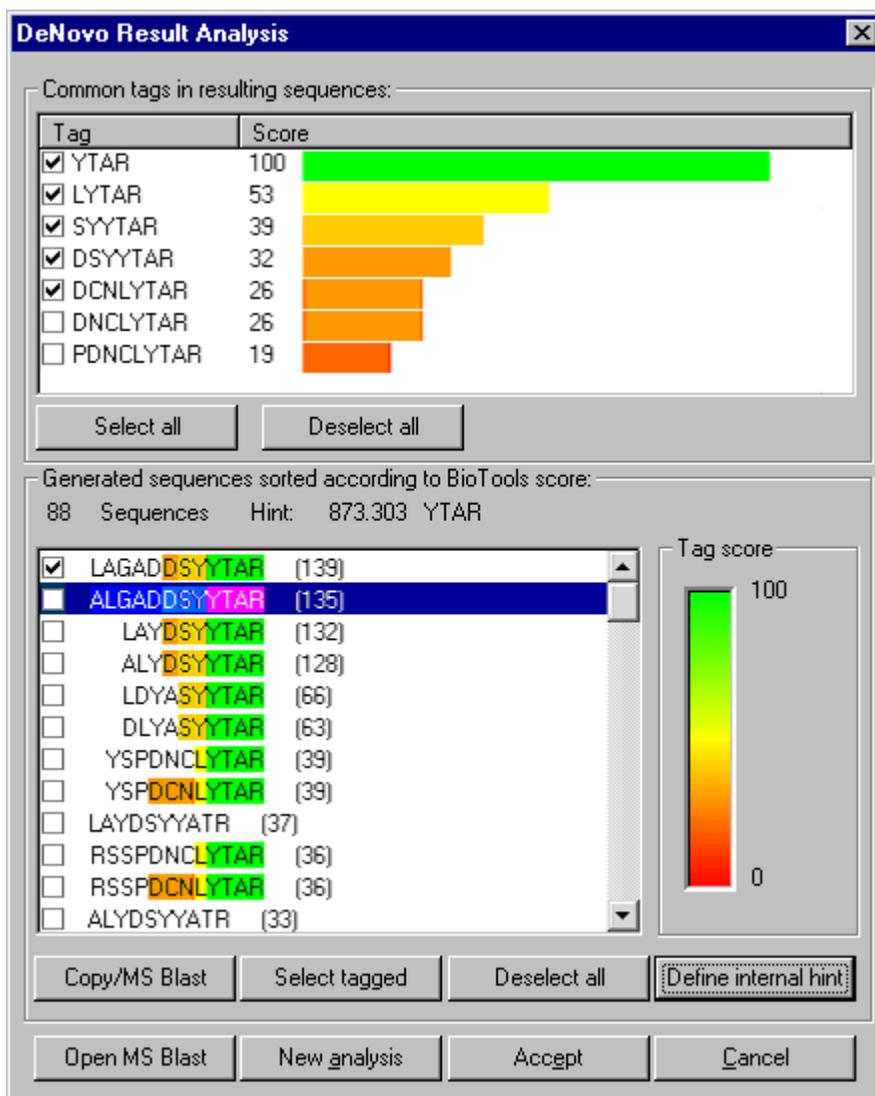 DeNovo Result Analysis
Common tags in resulting sequences:
Tag Score
YTAR 100
LYTAR 53
SYYTAR 39
DSYYTAR 32
DCNLYTAR 26
DNCLYTAR 26
PDNCLYTAR 19
Select all Deselect all
Generated sequences sorted according to BioTools score:
88 Sequences Hint: 873.303 YTAR
Tag score
100
0
LAGADDSYYTAR (139)
ALGADDSYYTAR (135)
LAYDSYYTAR (132)
ALYDSYYTAR (128)
LDYASYYTAR (66)
DLYASYYTAR (63)
YSPDNCLYTAR (39)
YSPDCNLYTAR (39)
LAYDSYYATR (37)
RSSPDNCLYTAR (36)
RSSPDCNLYTAR (36)
ALYDSYYATR (33)
Copy/MS Blast Select tagged Deselect all Define internal hint
Open MS Blast New analysis Accept Cancel